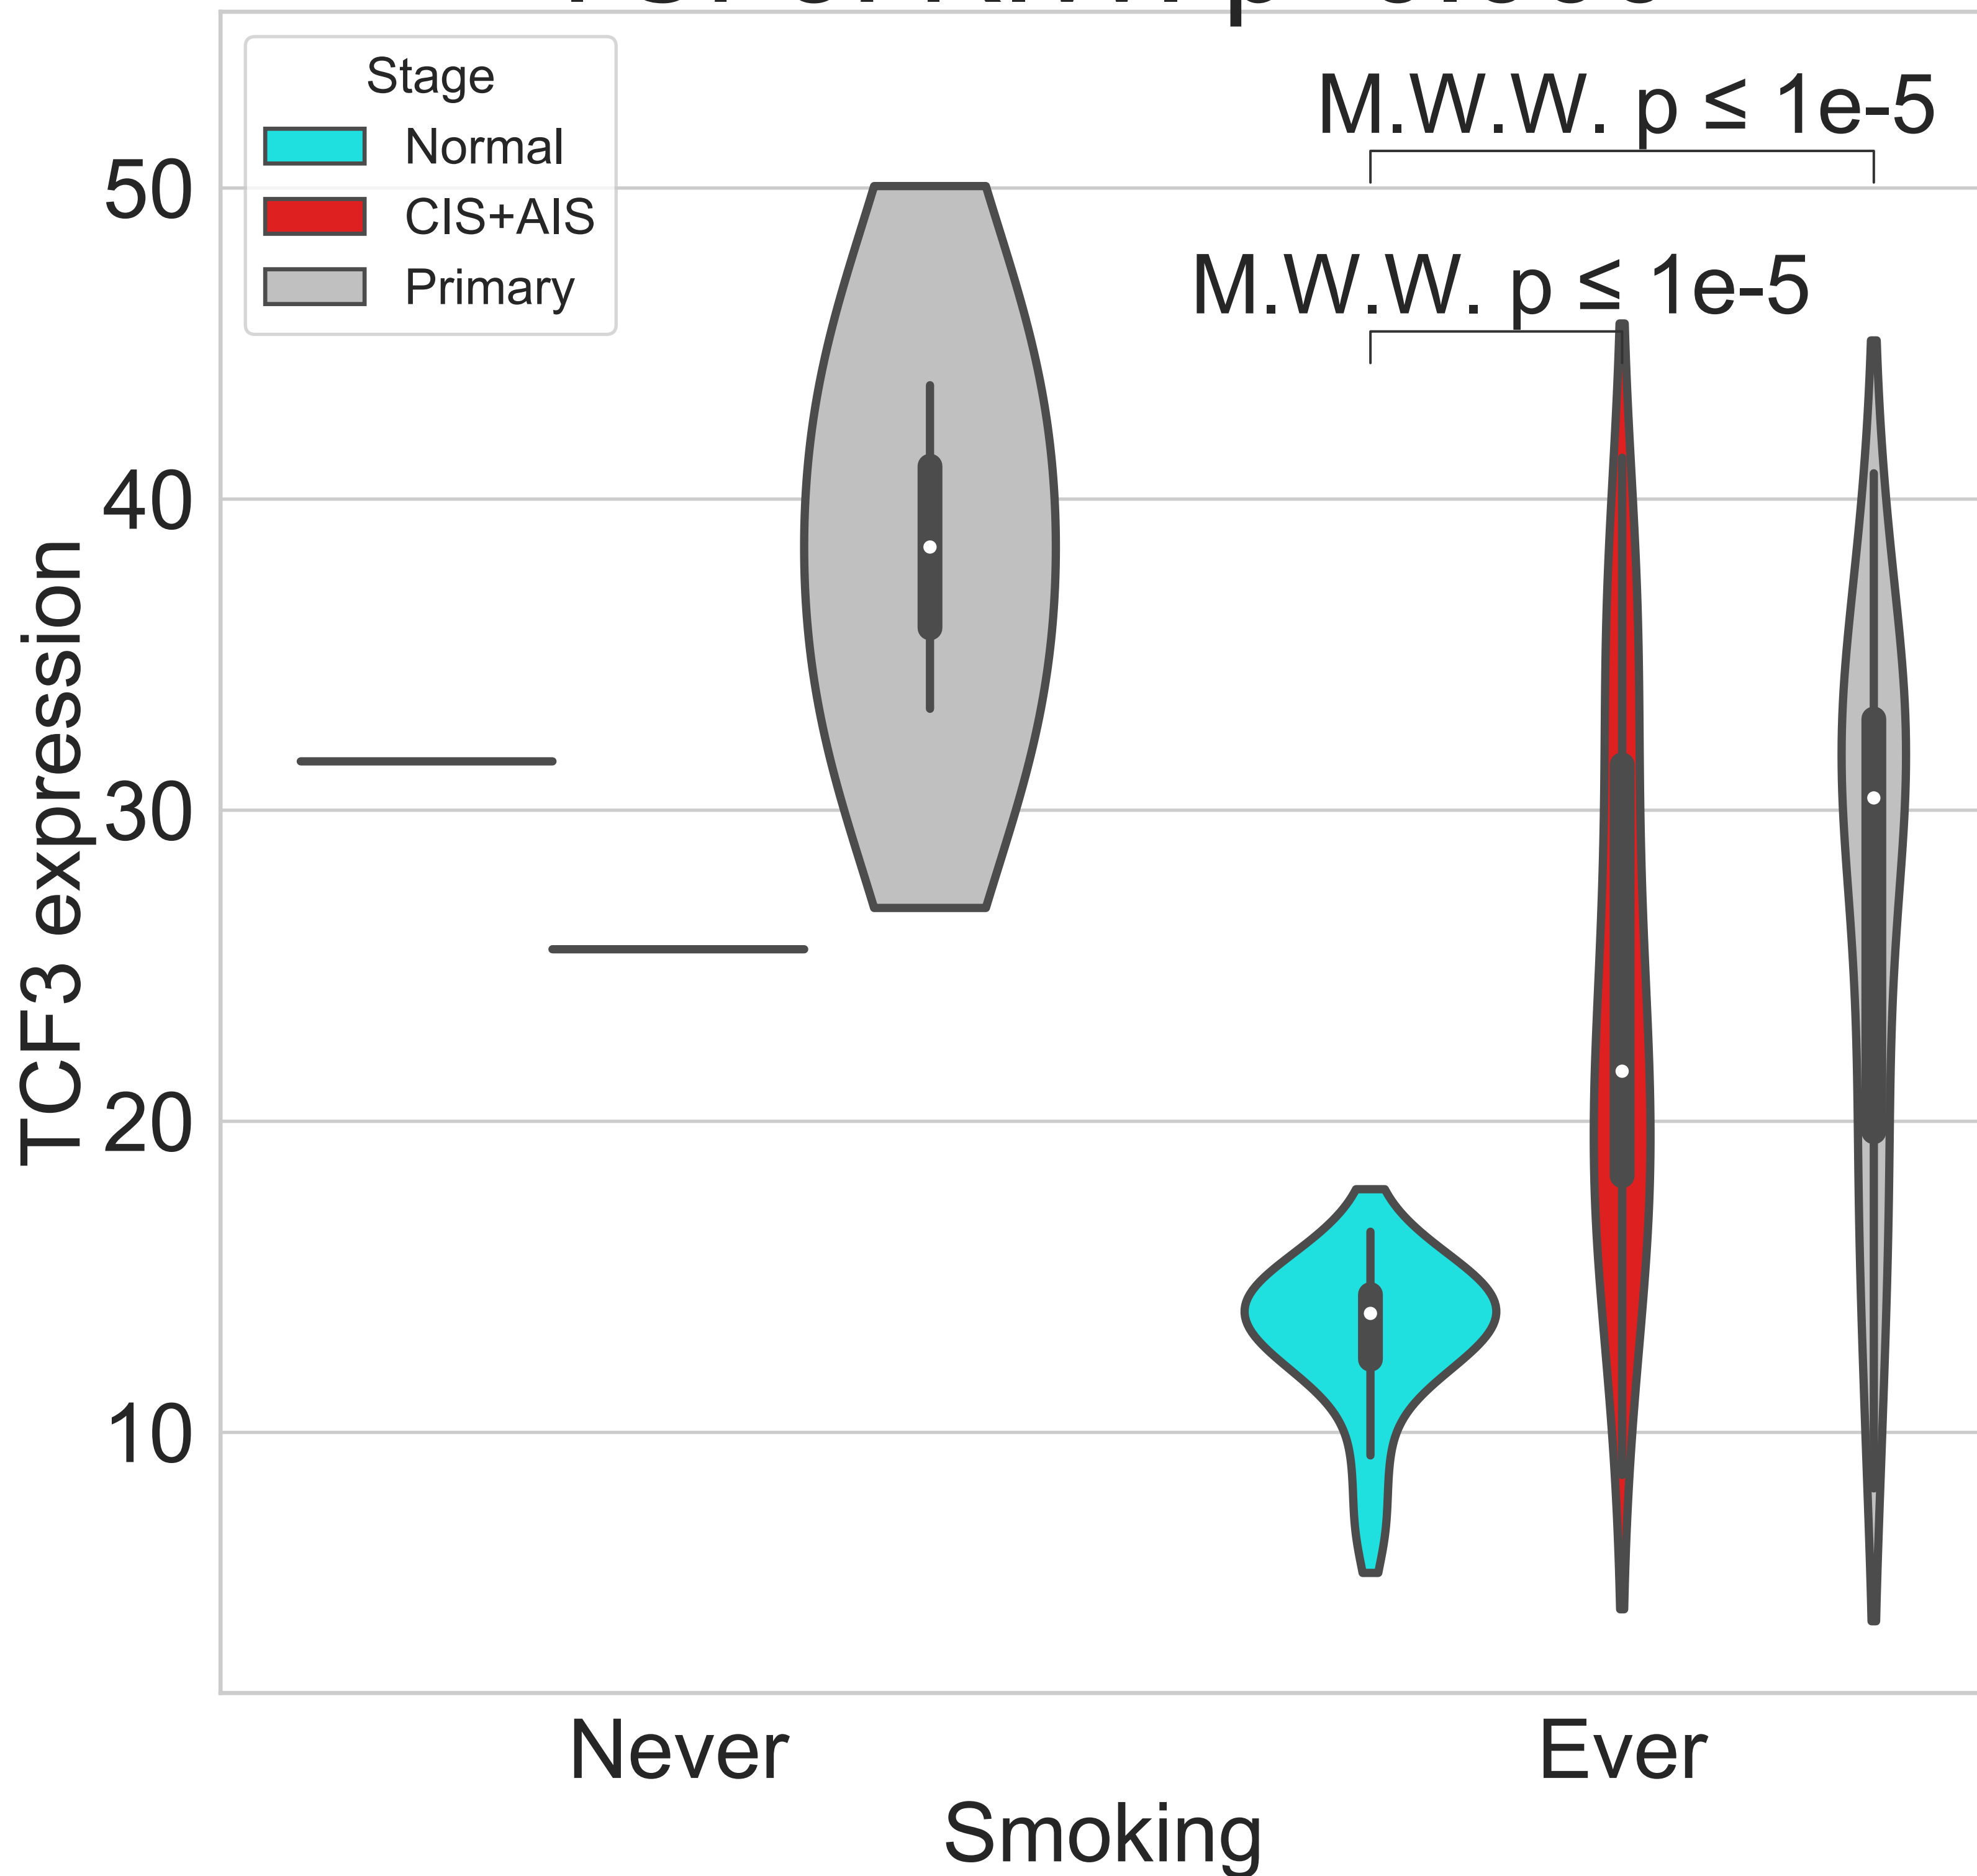 Stage
Normal
CIS+AIS
Primary
M.W.W. p ≤ 1e-5
M.W.W. p ≤ 1e-5
50
40
30
20
10
TCF3 expression
Never
Ever
Smoking